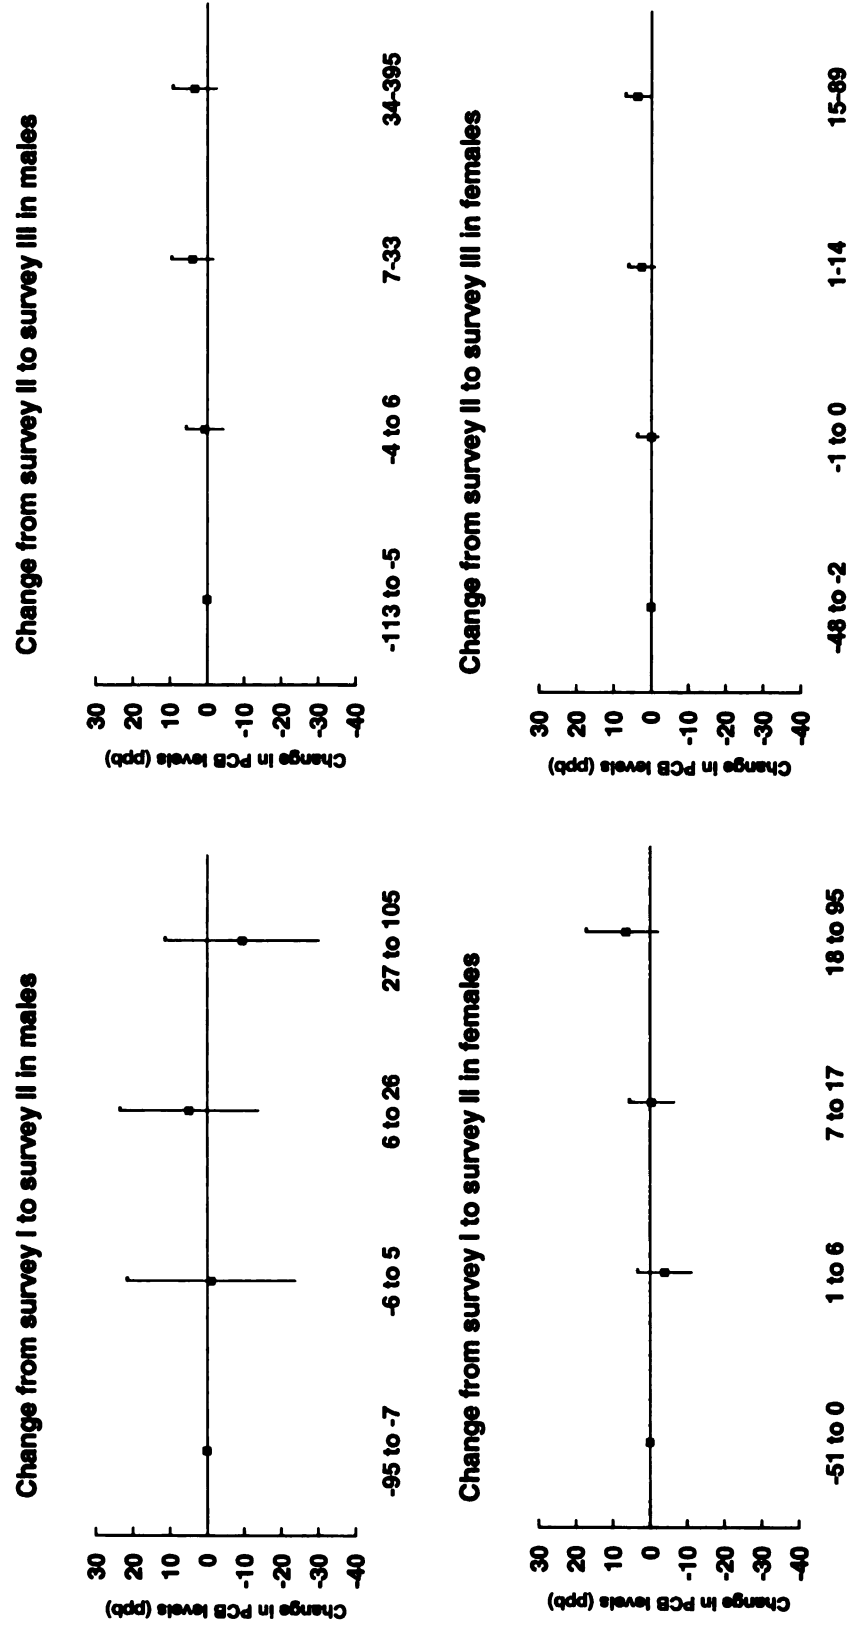 Change from survey I to survey II in males
Change in PCB levels (ppb)
30
20
10
0
-10
-20
-30
-40
-95 to -7
-6 to 5
6 to 26
27 to 105
Change from survey II to survey III in males
Change in PCB levels (ppb)
30
20
10
0
-10
-20
-30
-40
-113 to -5
-4 to 6
7-33
34-395
Change from survey I to survey II in females
Change in PCB levels (ppb)
30
20
10
0
-10
-20
-30
-40
-51 to 0
1 to 6
7 to 17
18 to 95
Change from survey II to survey III in females
Change in PCB levels (ppb)
30
20
10
0
-10
-20
-30
-40
-48 to -2
-1 to 0
1-14
15-89